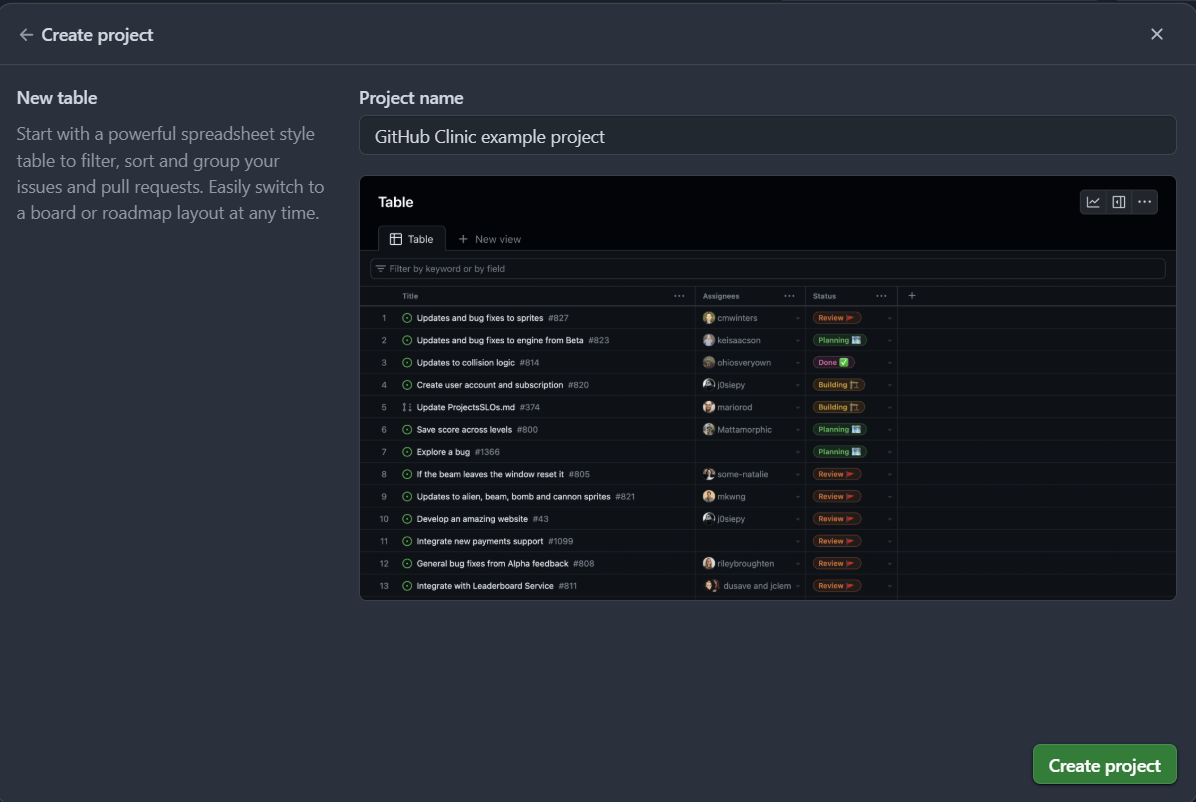 Create project
New table
Start with a powerful spreadsheet style
table to filter, sort and group your
issues and pull requests. Easily switch to
a board or roadmap layout at any time.
Project name
GitHub Clinic example project
Table
Table + New view
Filter by keyword or by field
Title Assignees Status
1 Updates and bug fixes to sprites #827 cmwinters Review
2 Updates and bug fixes to engine from Beta #823 keisaacson Planning
3 Updates to collision logic #814 ohiosveryown Done
4 Create user account and subscription #820 j0siepy Building
5 Update ProjectsSLOs.md #374 mariorod Building
6 Save score across levels #800 Mattamorphic Planning
7 Explore a bug #1366 Planning
8 If the beam leaves the window reset it #805 some-natalie Review
9 Updates to alien, beam, bomb and cannon sprites #821 mkwng Review
10 Develop an amazing website #43 j0siepy Review
11 Integrate new payments support #1099 Review
12 General bug fixes from Alpha feedback #808 rileybroughten Review
13 Integrate with Leaderboard Service #811 dusave and jclem Review
Create project